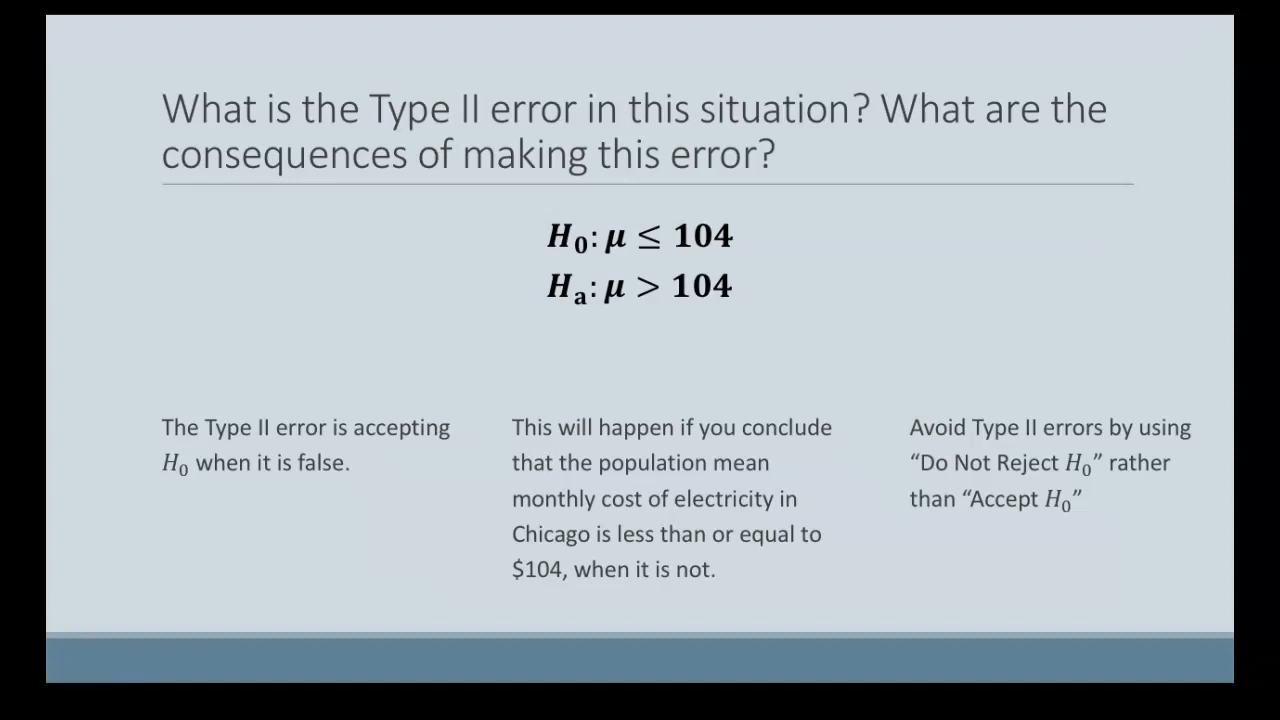 What is the Type II error in this situation? What are the
consequences of making this error?
H₀: μ ≤ 104
Hₐ: μ > 104
The Type II error is accepting
H₀ when it is false.
This will happen if you conclude
that the population mean
monthly cost of electricity in
Chicago is less than or equal to
$104, when it is not.
Avoid Type II errors by using
“Do Not Reject H₀” rather
than “Accept H₀”